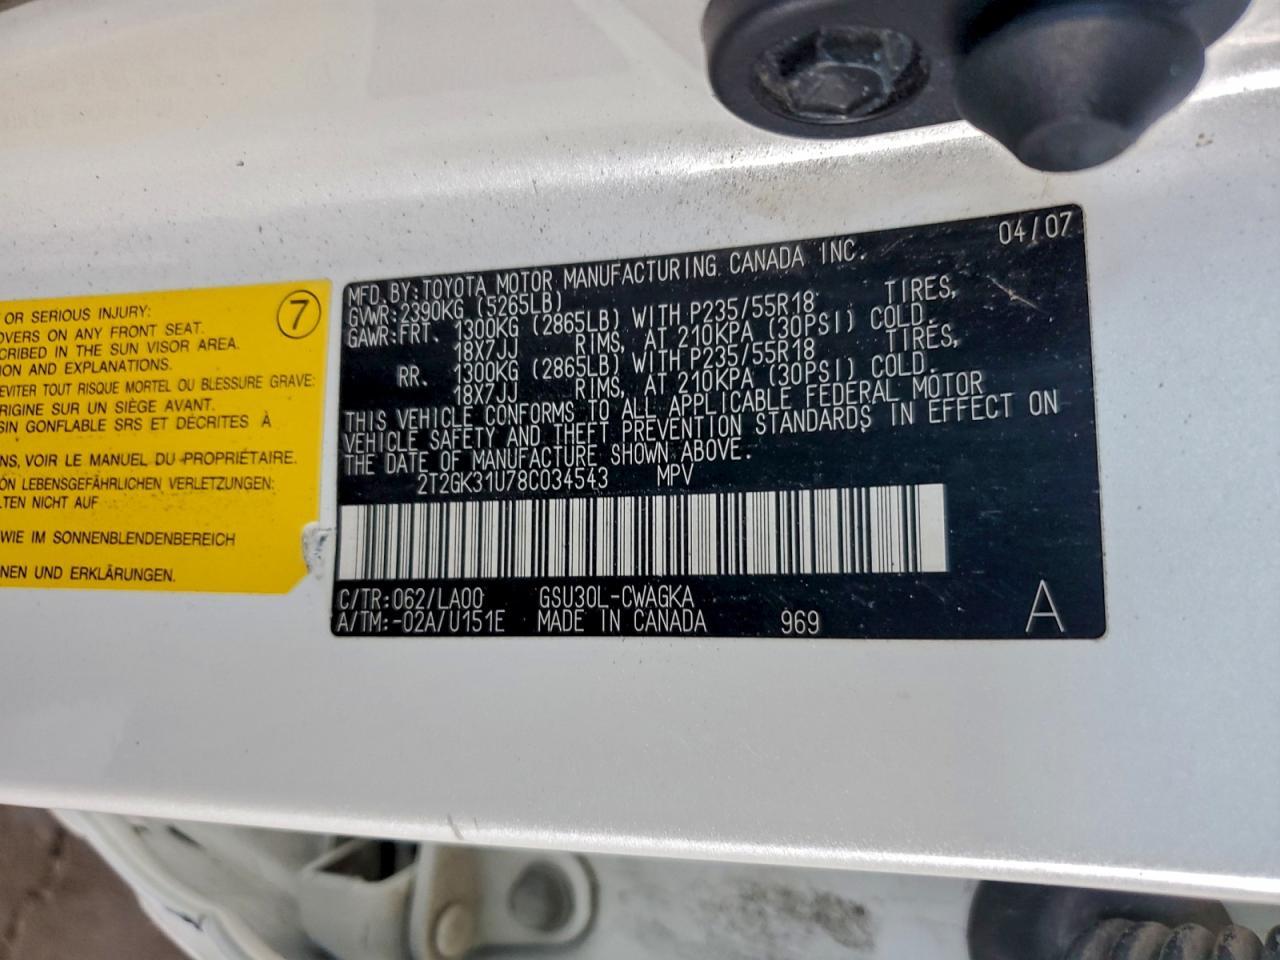 7
OR SERIOUS INJURY:
OVERS ON ANY FRONT SEAT.
CRIBED IN THE SUN VISOR AREA.
ION AND EXPLANATIONS.
EVITER TOUT RISQUE MORTEL OU BLESSURE GRAVE:
RIGINE SUR UN SIÈGE AVANT.
SIN GONFLABLE SRS ET DÉCRITES À
NS, VOIR LE MANUEL DU PROPRIÉTAIRE.
ON LEBENSGEFÄHRLICHEN VERLETZUNGEN:
LTEN NICHT AUF
WIE IM SONNENBLENDENBEREICH
NEN UND ERKLÄRUNGEN.
04/07
MFD. BY: TOYOTA MOTOR MANUFACTURING CANADA INC.
GVWR: 2390KG (5265LB)
GAWR: FRT. 1300KG (2865LB) WITH P235/55R18 TIRES,
18X7JJ RIMS, AT 210KPA (30PSI) COLD.
RR. 1300KG (2865LB) WITH P235/55R18 TIRES,
18X7JJ RIMS, AT 210KPA (30PSI) COLD.
THIS VEHICLE CONFORMS TO ALL APPLICABLE FEDERAL MOTOR
VEHICLE SAFETY AND THEFT PREVENTION STANDARDS IN EFFECT ON
THE DATE OF MANUFACTURE SHOWN ABOVE.
2T2GK31U78C034543 MPV
C/TR: 062/LA00 GSU30L-CWAGKA
A/TM: -02A/U151E MADE IN CANADA 969 A